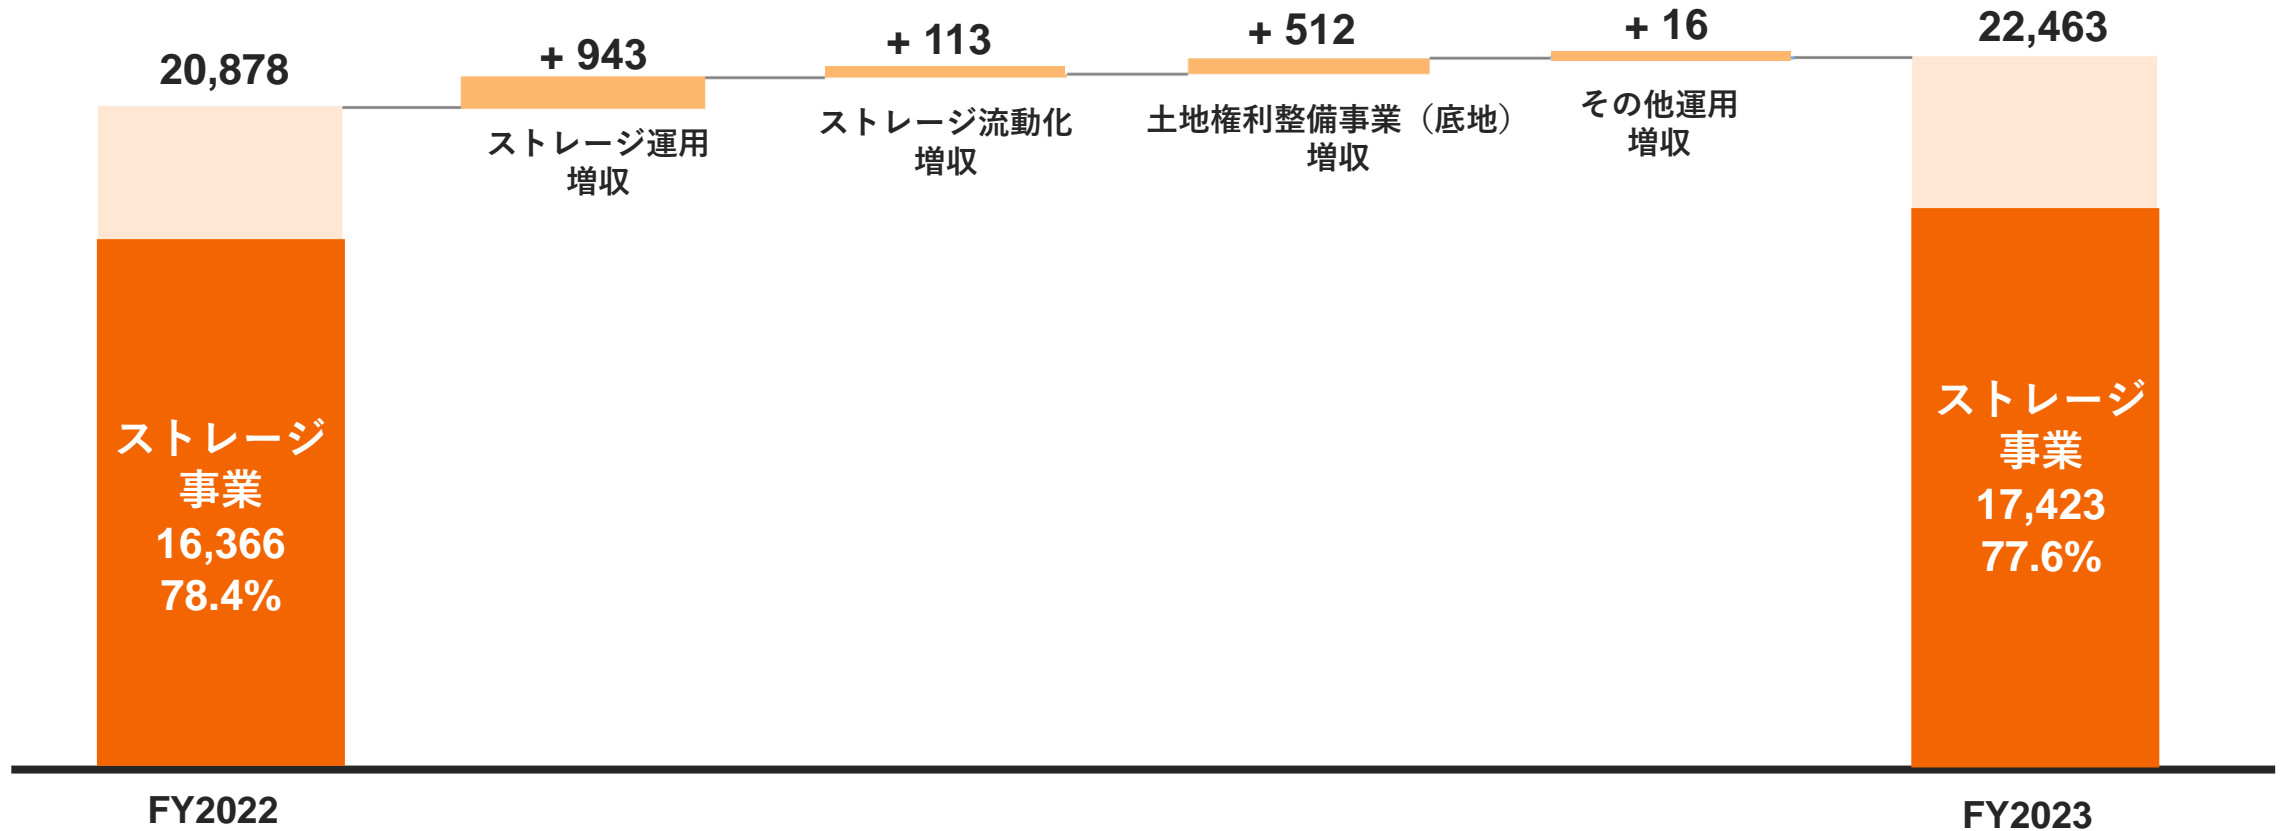 20,878
+ 943
+ 113
+ 512
+ 16
22,463
ストレージ運用
増収
ストレージ流動化
増収
土地権利整備事業（底地）
増収
その他運用
増収
ストレージ
事業
16,366
78.4%
ストレージ
事業
17,423
77.6%
FY2022
FY2023